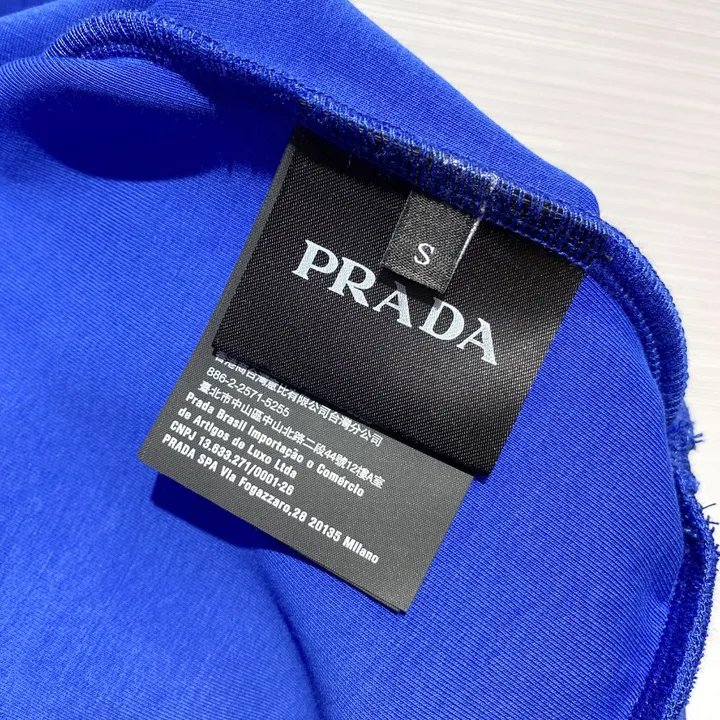 S
PRADA
886-2-2571-5255
臺北市中山區中山北路二段44號12樓A室
Prada Brasil Importação o Comércio
de Artigos de Luxo Ltda
CNPJ 13.633.271/0001-26
PRADA SPA Via Fogazzaro,28 20135 Milano